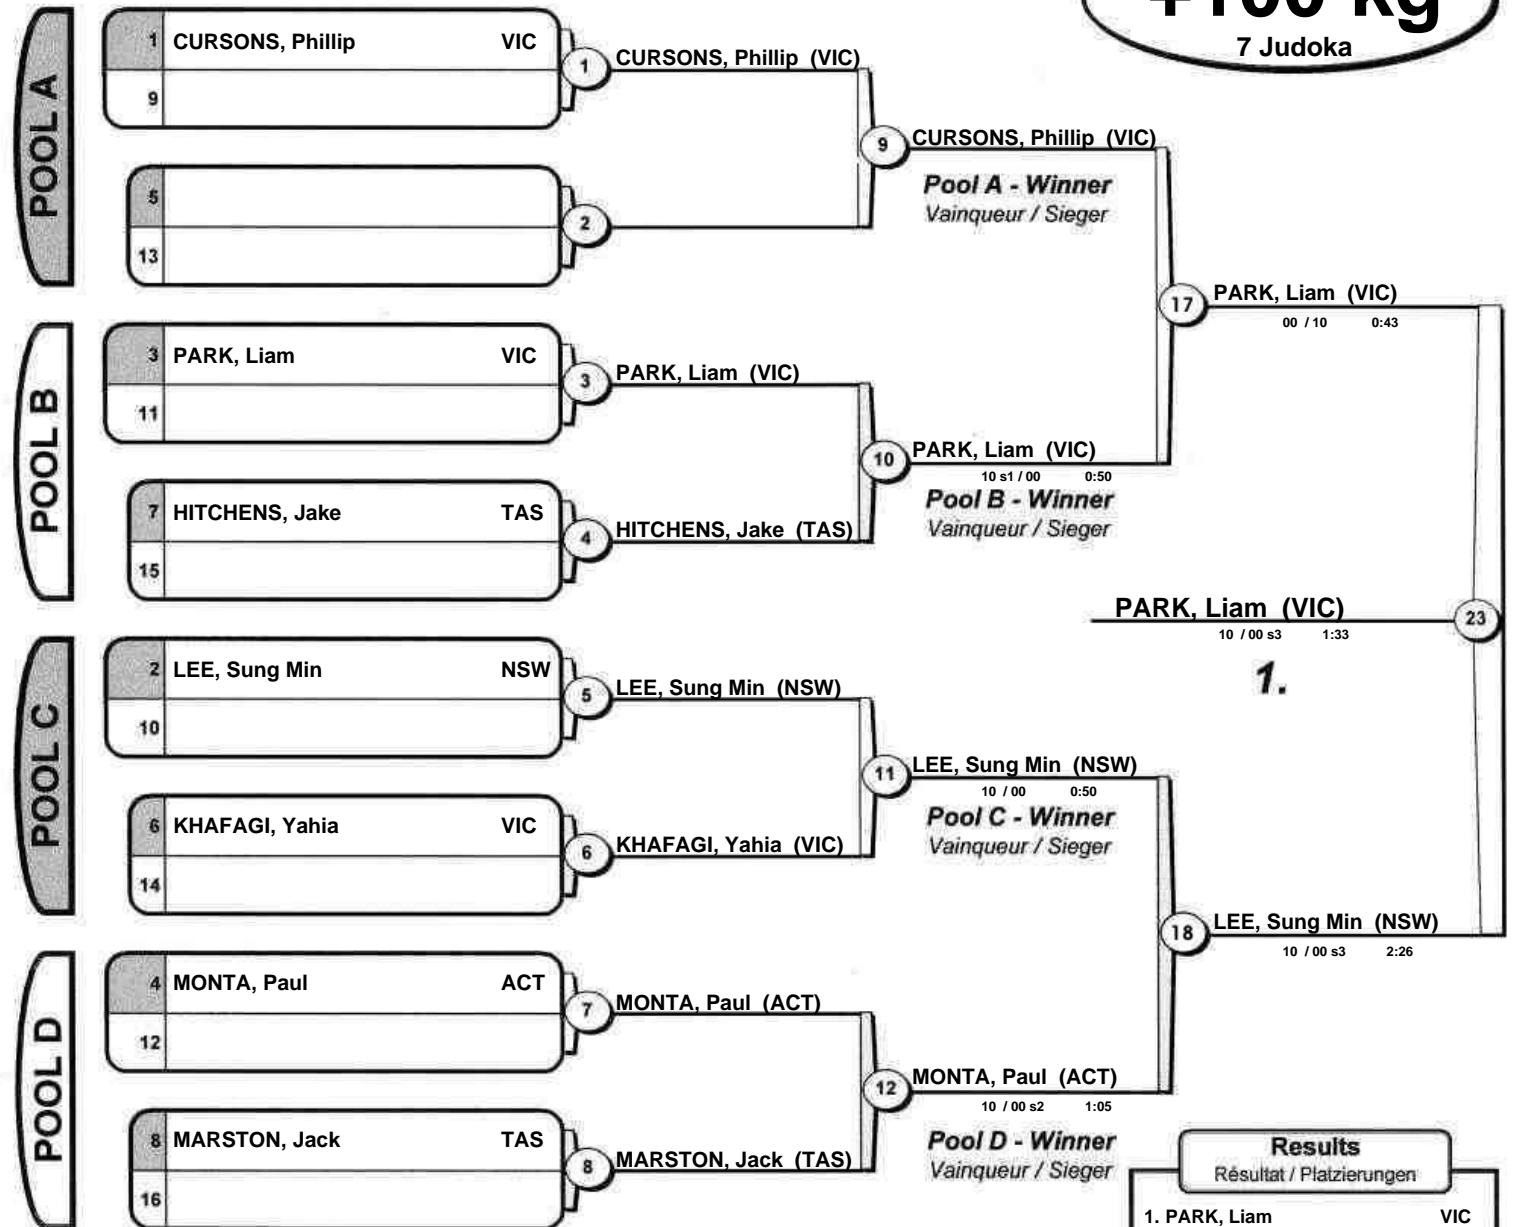 +100 kg
7 Judoka
POOL A
1 CURSONS, Phillip VIC
9
1
CURSONS, Phillip (VIC)
5
13
2
9
CURSONS, Phillip (VIC)
Pool A - Winner
Vainqueur / Sieger
POOL B
3 PARK, Liam VIC
11
3
PARK, Liam (VIC)
7 HITCHENS, Jake TAS
15
4
HITCHENS, Jake (TAS)
10
PARK, Liam (VIC)
10 s1 / 00 0:50
Pool B - Winner
Vainqueur / Sieger
17
PARK, Liam (VIC)
00 / 10 0:43
POOL C
2 LEE, Sung Min NSW
10
5
LEE, Sung Min (NSW)
6 KHAFAGI, Yahia VIC
14
6
KHAFAGI, Yahia (VIC)
11
LEE, Sung Min (NSW)
10 / 00 0:50
Pool C - Winner
Vainqueur / Sieger
POOL D
4 MONTA, Paul ACT
12
7
MONTA, Paul (ACT)
8 MARSTON, Jack TAS
16
8
MARSTON, Jack (TAS)
12
MONTA, Paul (ACT)
10 / 00 s2 1:05
Pool D - Winner
Vainqueur / Sieger
18
LEE, Sung Min (NSW)
10 / 00 s3 2:26
23
PARK, Liam (VIC)
10 / 00 s3 1:33
1.
Results
Résultat / Platzierungen
1. PARK, Liam VIC